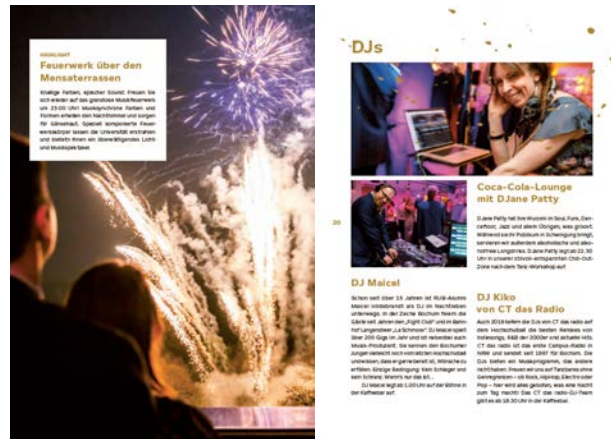 HIGHLIGHT
Feuerwerk über den
Mensaterrassen
Knallige Farben, epischer Sound: Freuen Sie
sich wieder auf das grandiose Musikfeuerwerk
um 23:00 Uhr! Musiksynchrone Farben und
Formen erhellen den Nachthimmel und sorgen
für Gänsehaut. Speziell komponierte Feuer-
werkskörper lassen die Universität erstrahlen
und bieten Ihnen ein überwältigendes Licht-
und Musikspektakel.
DJs
Coca-Cola-Lounge
mit DJane Patty
DJane Patty hat ihre Wurzeln im Soul, Funk, Dan-
cefloor, Jazz und allem Übrigen, was groovt.
Während sie ihr Publikum in Schwingung bringt,
servieren wir außerdem alkoholische und alko-
holfreie Longdrinks. DJane Patty legt ab 22.30
Uhr in unserer stilvoll-entspannten Chill-Out-
Zone nach dem Tanz-Workshop auf.
DJ Maicel
Schon seit über 15 Jahren ist RUB-Alumni
Maicel Hildebrandt als DJ im Nachtleben
unterwegs. In der Zeche Bochum feiern die
Gäste seit Jahren den „Fight Club“ und im Bahn-
hof Langendreer „La Schmoov“. DJ Maicel spielt
über 200 Gigs im Jahr und ist nebenbei auch
Musik-Produzent. Sie kennen den Bochumer
Jungen vielleicht noch vom letzten Hochschulball
und wissen, dass er gerne bereit ist, Wünsche zu
erfüllen. Einzige Bedingung: Kein Schlager und
kein Schranz. Wenn's nur das ist...
DJ Maicel legt ab 1.00 Uhr auf der Bühne in
der Kaffeebar auf.
DJ Kiko
von CT das Radio
Auch 2018 liefern die DJs von CT das radio auf
dem Hochschulball die besten Remixes von
Indiesongs, R&B der 2000er und aktuelle Hits.
CT das radio ist das erste Campus-Radio in
NRW und sendet seit 1997 für Bochum. Die
DJs bieten ein Musikprogramm, das andere
nicht haben. Freuen wir uns auf Tanzbares ohne
Genregrenzen – ob Rock, HipHop, Electro oder
Pop – hier wird alles geboten, was eine Nacht
zum Tag macht! Das CT das radio-DJ-Team
gibt es ab 18.30 Uhr in der Kaffeebar.